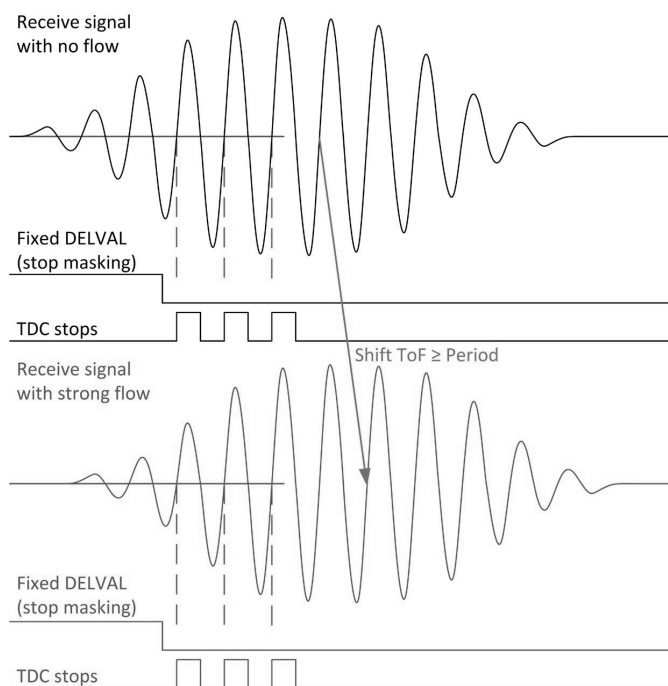 Receive signal
with no flow
Fixed DELVAL
(stop masking)
TDC stops
Shift ToF ≥ Period
Receive signal
with strong flow
Fixed DELVAL
(stop masking)
TDC stops